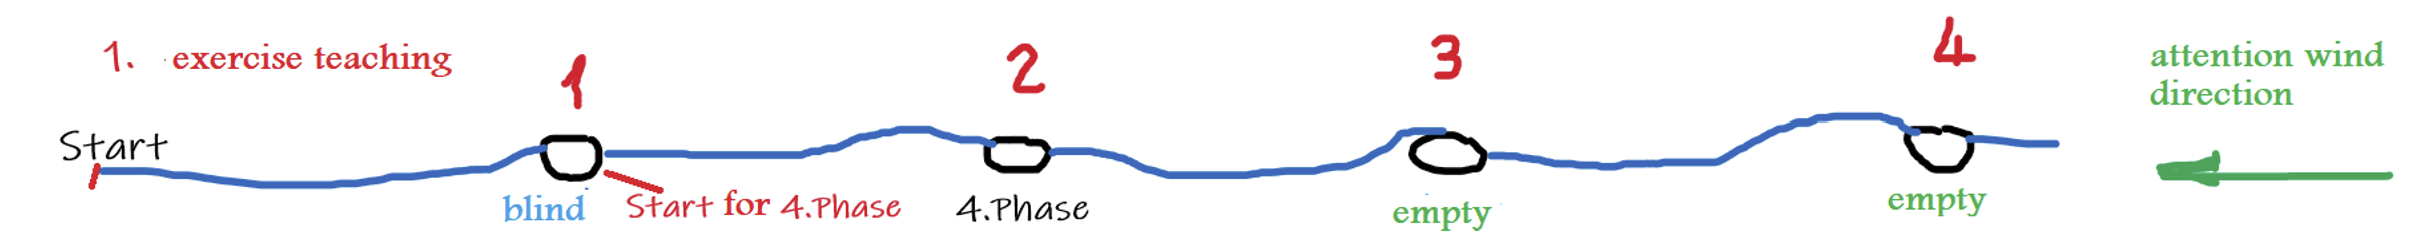 1. exercise teaching
1
2
3
4
attention wind
direction
Start
blind
Start for 4.Phase
4.Phase
empty
empty